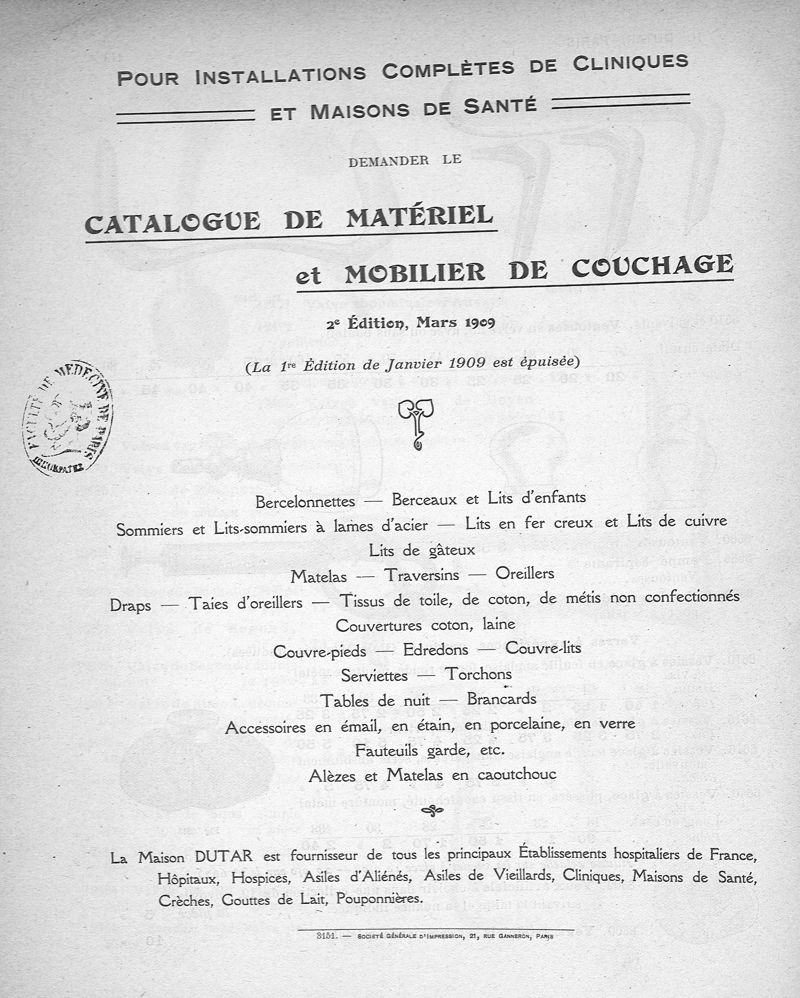 POUR INSTALLATIONS COMPLÈTES DE CLINIQUES
ET MAISONS DE SANTÉ
DEMANDER LE
CATALOGUE DE MATÉRIEL
et MOBILIER DE COUCHAGE
2e Édition, Mars 1909
(La 1re Édition de Janvier 1909 est épuisée)
FACULTÉ DE MEDECINE DE PARIS
Bercelonnettes — Berceaux et Lits d'enfants
Sommiers et Lits-sommiers à lames d'acier — Lits en fer creux et Lits de cuivre
Lits de gâteux
Matelas — Traversins — Oreillers
Draps — Taies d'oreillers — Tissus de toile, de coton, de métis non confectionnés
Couvertures coton, laine
Couvre-pieds — Edredons — Couvre-lits
Serviettes — Torchons
Tables de nuit — Brancards
Accessoires en émail, en étain, en porcelaine, en verre
Fauteuils garde, etc.
Alèzes et Matelas en caoutchouc
La Maison DUTAR est fournisseur de tous les principaux Établissements hospitaliers de France,
Hôpitaux, Hospices, Asiles d'Aliénés, Asiles de Vieillards, Cliniques, Maisons de Santé,
Crèches, Gouttes de Lait, Pouponnières.
3151. — SOCIÉTÉ GÉNÉRALE D'IMPRESSION, 21, RUE GANNERON, PARIS